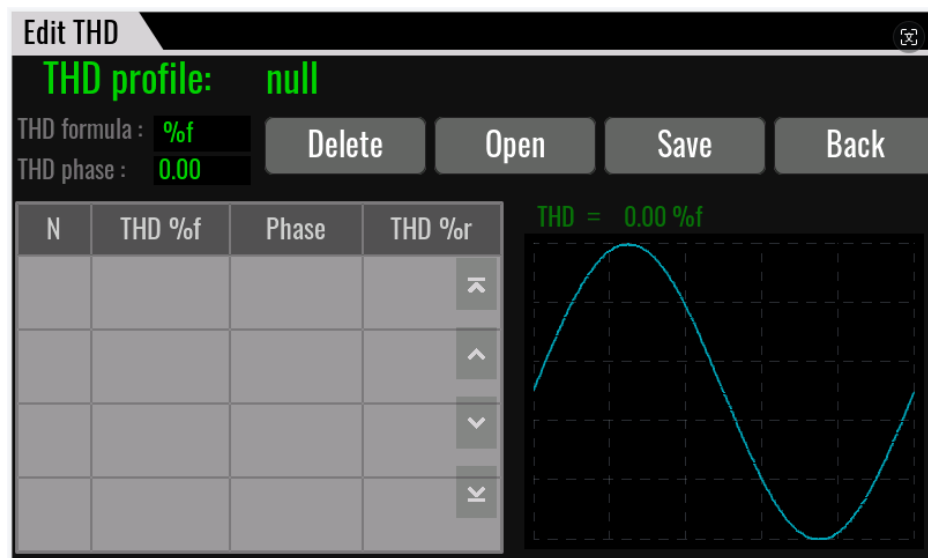 Edit THD
THD profile: null
THD formula : %f
THD phase : 0.00
Delete Open Save Back
N THD %f Phase THD %r
THD = 0.00 %f